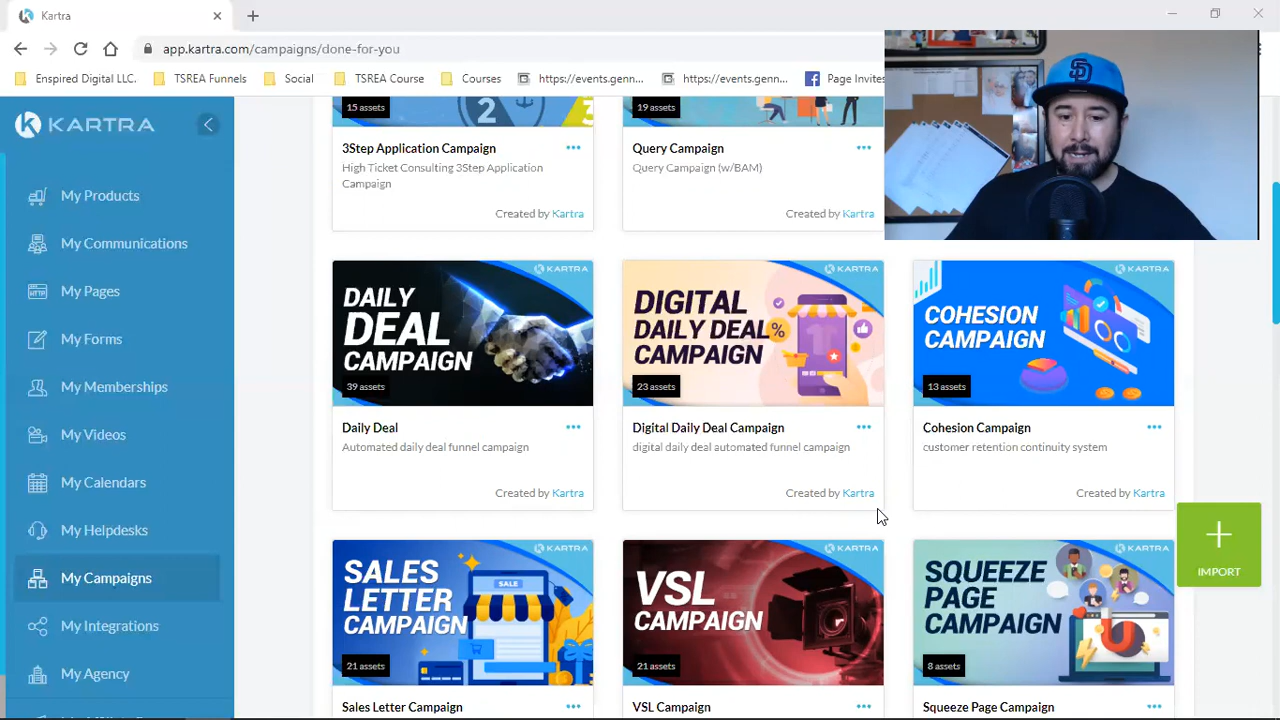 Kartra
app.kartra.com/campaigns/done-for-you
Enspired Digital LLC.
Social
Courses
https://events.genn...
https://events.genn...
Page Invites
KARTRA
My Products
My Communications
My Pages
My Forms
My Memberships
My Videos
My Calendars
My Helpdesks
My Campaigns
My Integrations
My Agency
2
3
15 assets
3Step Application Campaign
High Ticket Consulting 3Step Application
Campaign
Created by Kartra
19 assets
Query Campaign
Query Campaign (w/BAM)
Created by Kartra
KARTRA
DAILY
DEAL
CAMPAIGN
39 assets
Daily Deal
Automated daily deal funnel campaign
Created by Kartra
KARTRA
DIGITAL
DAILY DEAL
CAMPAIGN
23 assets
Digital Daily Deal Campaign
digital daily deal automated funnel campaign
Created by Kartra
KARTRA
COHESION
CAMPAIGN
13 assets
Cohesion Campaign
customer retention continuity system
Created by Kartra
KARTRA
SALES
LETTER
CAMPAIGN
SALE
21 assets
Sales Letter Campaign
KARTRA
VSL
CAMPAIGN
21 assets
VSL Campaign
KARTRA
SQUEEZE
PAGE
CAMPAIGN
8 assets
Squeeze Page Campaign
IMPORT